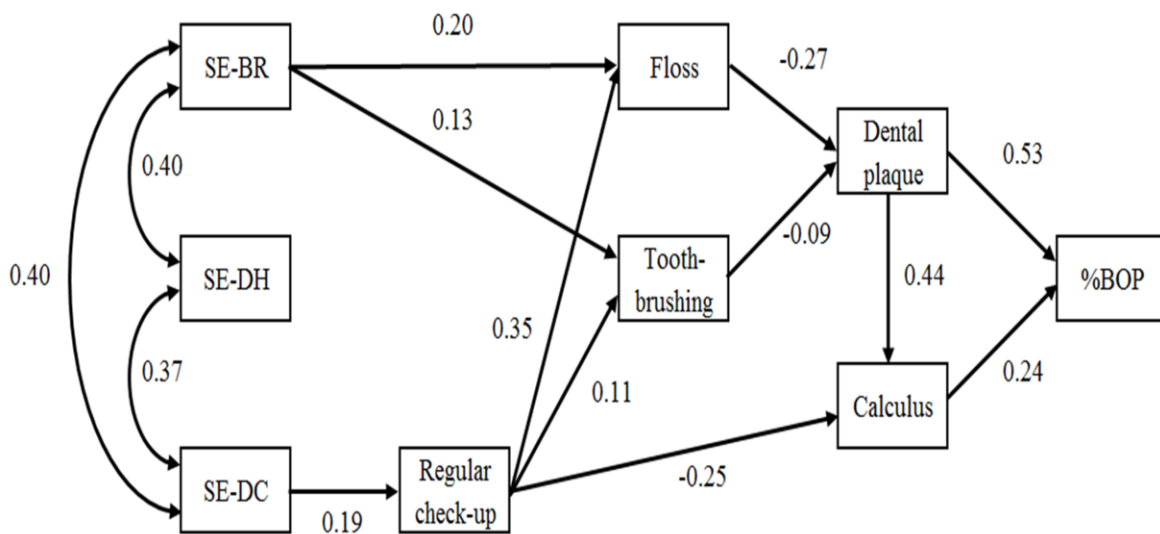 0.20
SE-BR
Floss
-0.27
0.13
Dental
plaque
0.53
0.40
-0.09
0.40
SE-DH
Tooth-
brushing
0.44
%BOP
0.35
0.37
0.11
Calculus
0.24
SE-DC
Regular
check-up
-0.25
0.19